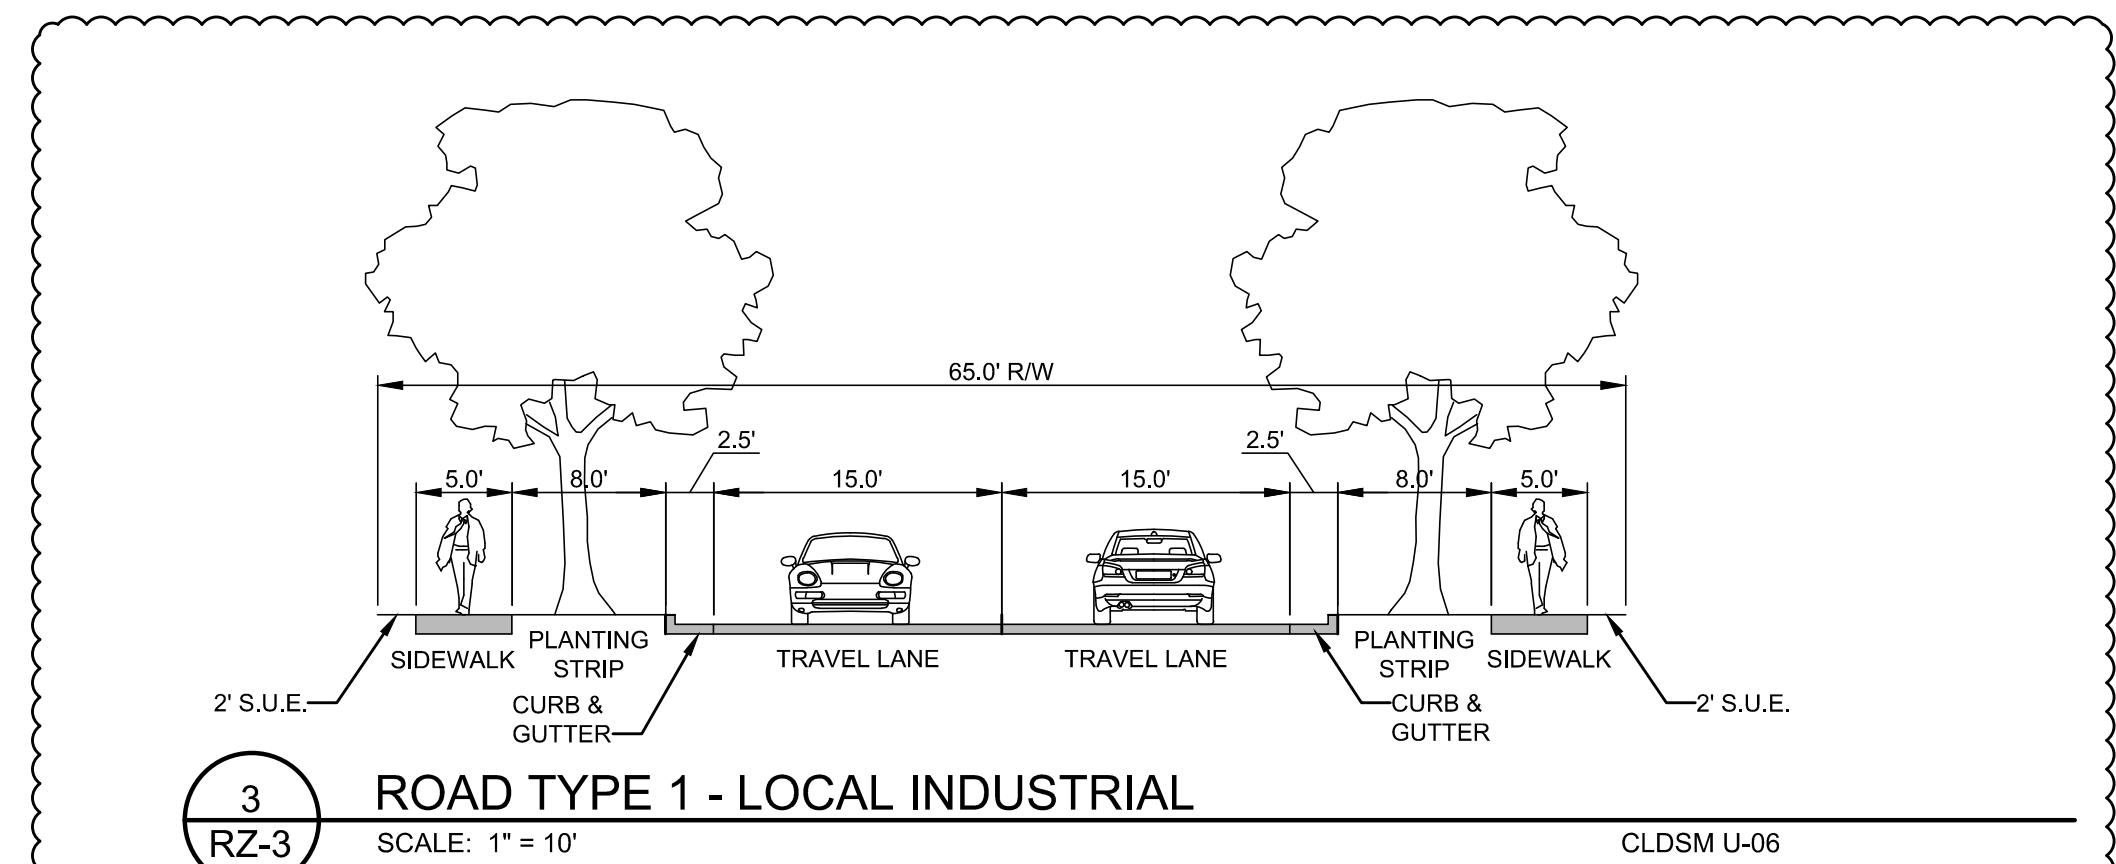 65.0' R/W
2.5' 2.5'
5.0' 8.0' 15.0' 15.0' 8.0' 5.0'
SIDEWALK PLANTING STRIP TRAVEL LANE TRAVEL LANE PLANTING STRIP SIDEWALK
2' S.U.E. CURB & GUTTER CURB & GUTTER 2' S.U.E.
3
RZ-3
ROAD TYPE 1 - LOCAL INDUSTRIAL
SCALE: 1" = 10' CLDSM U-06